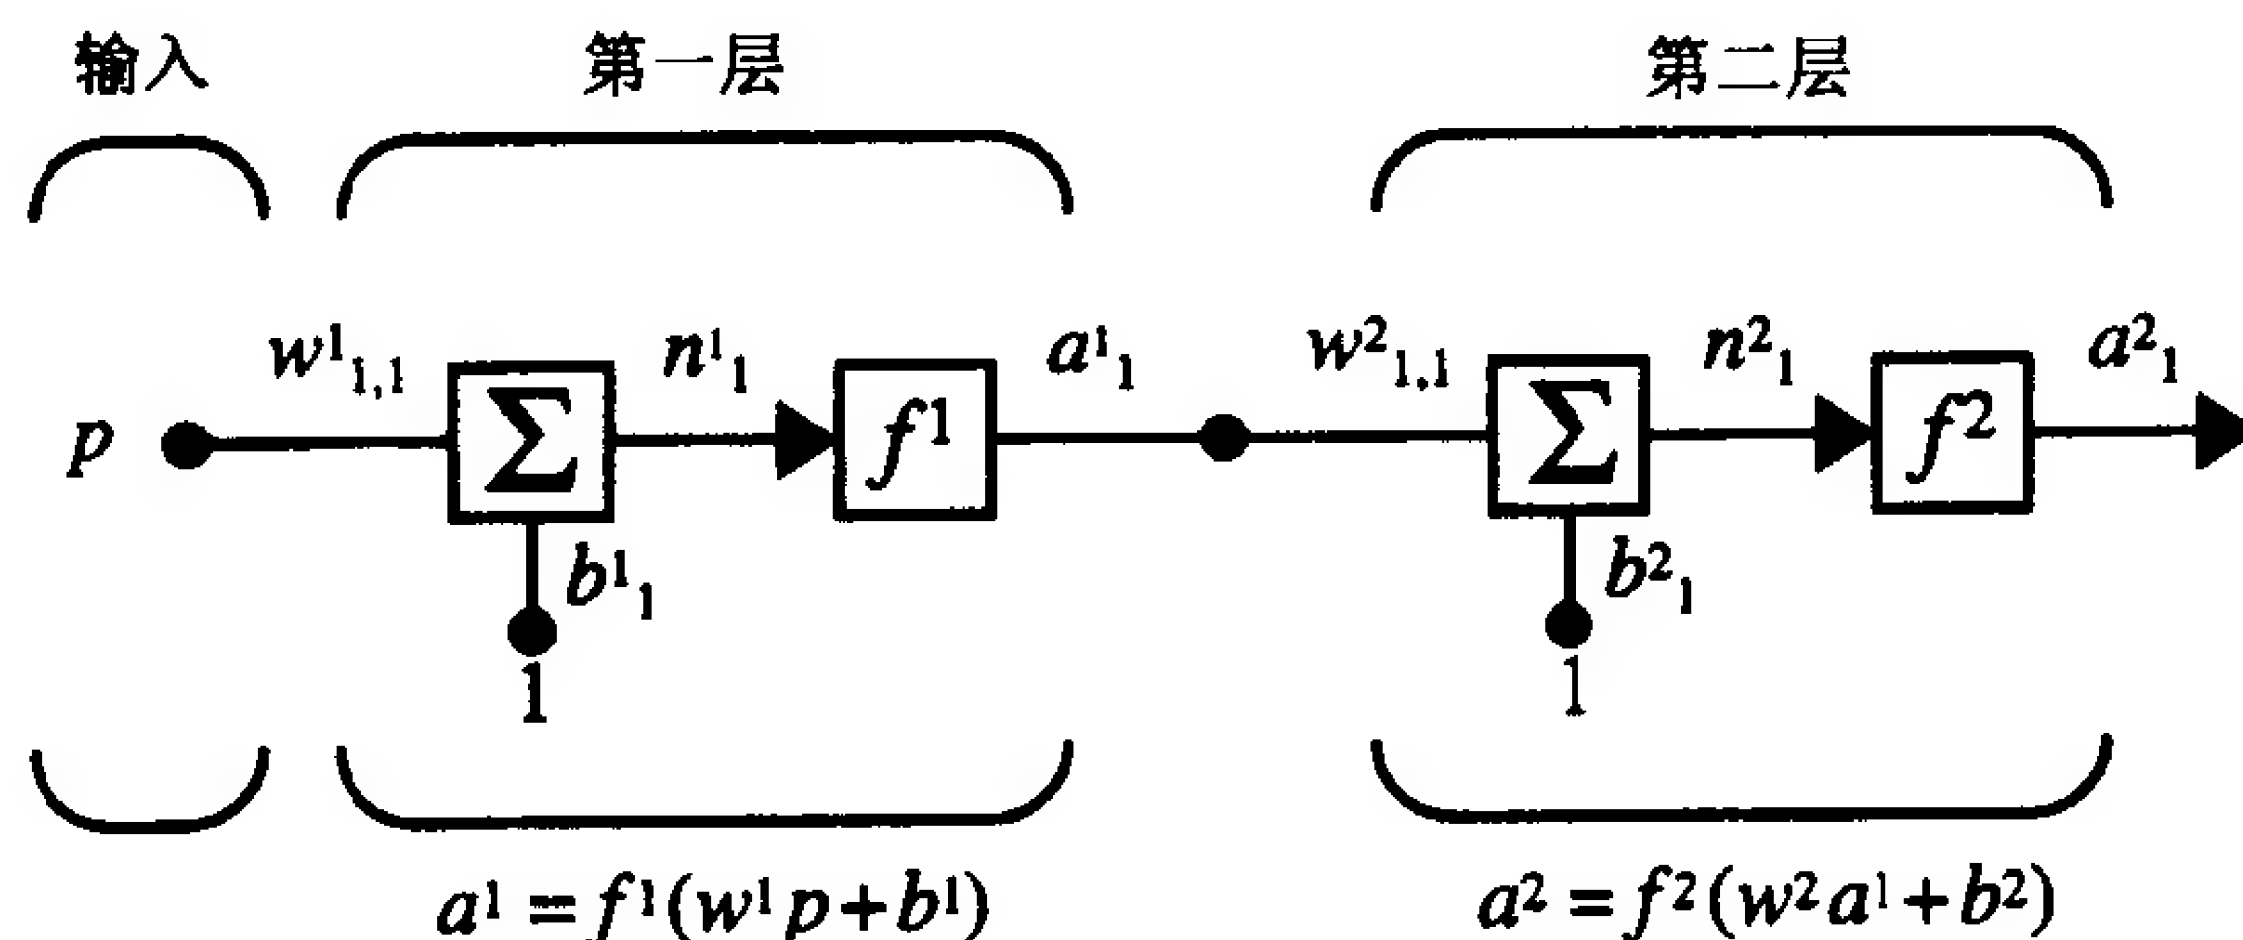 输入 第一层 第二层
w¹₁,₁ n¹₁ a¹₁ w²₁,₁ n²₁ a²₁
p Σ f¹ Σ f²
b¹₁ b²₁
1 1
a¹ = f¹(w¹p+b¹) a² = f²(w²a¹+b²)